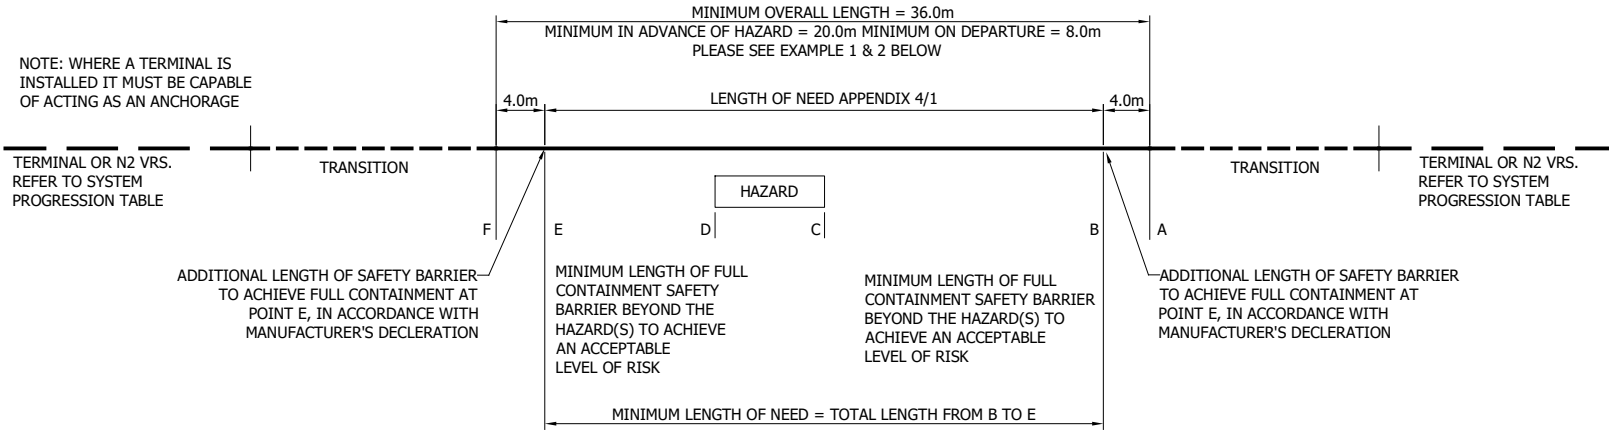 MINIMUM OVERALL LENGTH = 36.0m
MINIMUM IN ADVANCE OF HAZARD = 20.0m MINIMUM ON DEPARTURE = 8.0m
PLEASE SEE EXAMPLE 1 & 2 BELOW
NOTE: WHERE A TERMINAL IS
INSTALLED IT MUST BE CAPABLE
OF ACTING AS AN ANCHORAGE
4.0m
LENGTH OF NEED APPENDIX 4/1
4.0m
TERMINAL OR N2 VRS.
REFER TO SYSTEM
PROGRESSION TABLE
TRANSITION
HAZARD
TRANSITION
TERMINAL OR N2 VRS.
REFER TO SYSTEM
PROGRESSION TABLE
F
E
D
C
B
A
ADDITIONAL LENGTH OF SAFETY BARRIER
TO ACHIEVE FULL CONTAINMENT AT
POINT E, IN ACCORDANCE WITH
MANUFACTURER'S DECLERATION
MINIMUM LENGTH OF FULL
CONTAINMENT SAFETY
BARRIER BEYOND THE
HAZARD(S) TO ACHIEVE
AN ACCEPTABLE
LEVEL OF RISK
MINIMUM LENGTH OF FULL
CONTAINMENT SAFETY BARRIER
BEYOND THE HAZARD(S) TO
ACHIEVE AN ACCEPTABLE
LEVEL OF RISK
ADDITIONAL LENGTH OF SAFETY BARRIER
TO ACHIEVE FULL CONTAINMENT AT
POINT E, IN ACCORDANCE WITH
MANUFACTURER'S DECLERATION
MINIMUM LENGTH OF NEED = TOTAL LENGTH FROM B TO E